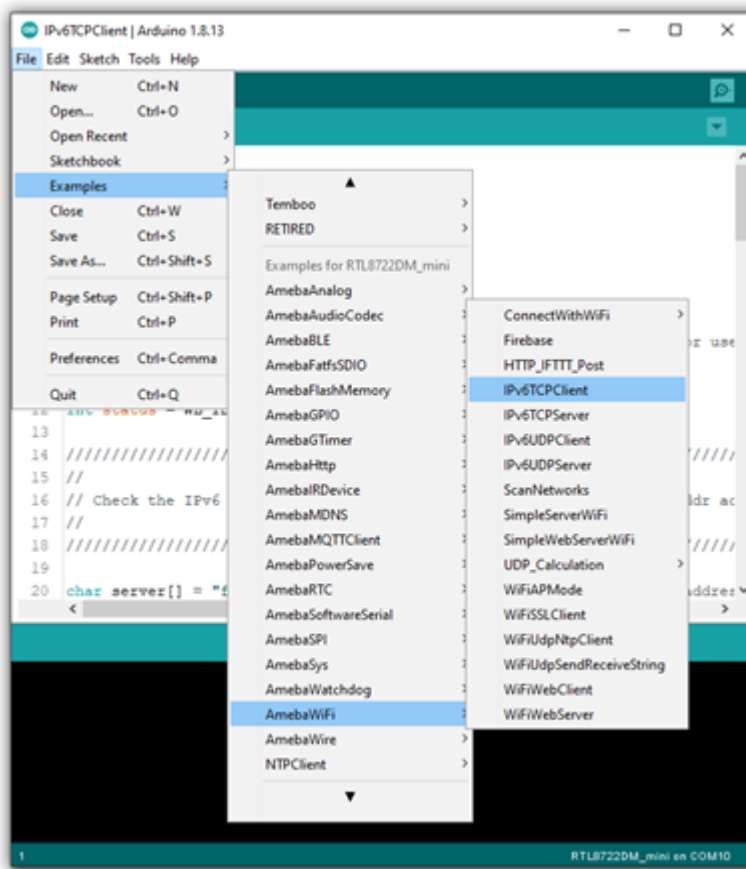 IPv6TCPClient | Arduino 1.8.13
File Edit Sketch Tools Help
New Ctrl+N
Open... Ctrl+O
Open Recent
Sketchbook
Examples
Close Ctrl+W
Save Ctrl+S
Save As... Ctrl+Shift+S
Page Setup Ctrl+Shift+P
Print Ctrl+P
Preferences Ctrl+Comma
Quit Ctrl+Q
Temboo
RETIRED
Examples for RTL8722DM_mini
AmebaAnalog
AmebaAudioCodec
AmebaBLE
AmebaFatfsSDIO
AmebaFlashMemory
AmebaGPIO
AmebaGTimer
AmebaHttp
AmebaIRDevice
AmebaMDNS
AmebaMQTTClient
AmebaPowerSave
AmebaRTC
AmebaSoftwareSerial
AmebaSPI
AmebaSys
AmebaWatchdog
AmebaWiFi
AmebaWire
NTPClient
ConnectWithWiFi
Firebase
HTTP_IFTTT_Post
IPv6TCPClient
IPv6TCPServer
IPv6UDPClient
IPv6UDPServer
ScanNetworks
SimpleServerWiFi
SimpleWebServerWiFi
UDP_Calculation
WiFiAPMode
WiFiSSLClient
WiFiUdpNtpClient
WiFiUdpSendReceiveString
WiFiWebClient
WiFiWebServer
or use
13
14 ////////////////// /////
15 //
16 // Check the IPv6 ddr ad
17 //
18 ////////////////// /////
19
20 char server[] = "f addres
1 RTL8722DM_mini on COM10